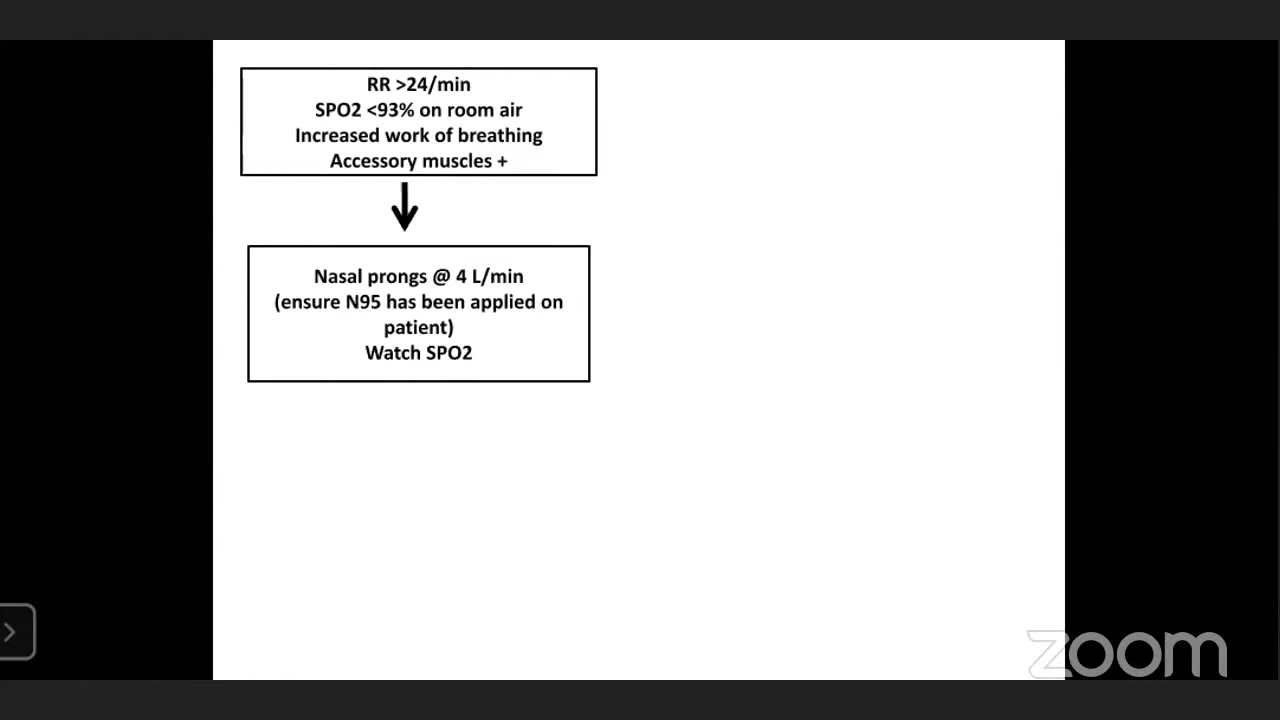 RR >24/min
SPO2 <93% on room air
Increased work of breathing
Accessory muscles +
Nasal prongs @ 4 L/min
(ensure N95 has been applied on
patient)
Watch SPO2
zoom